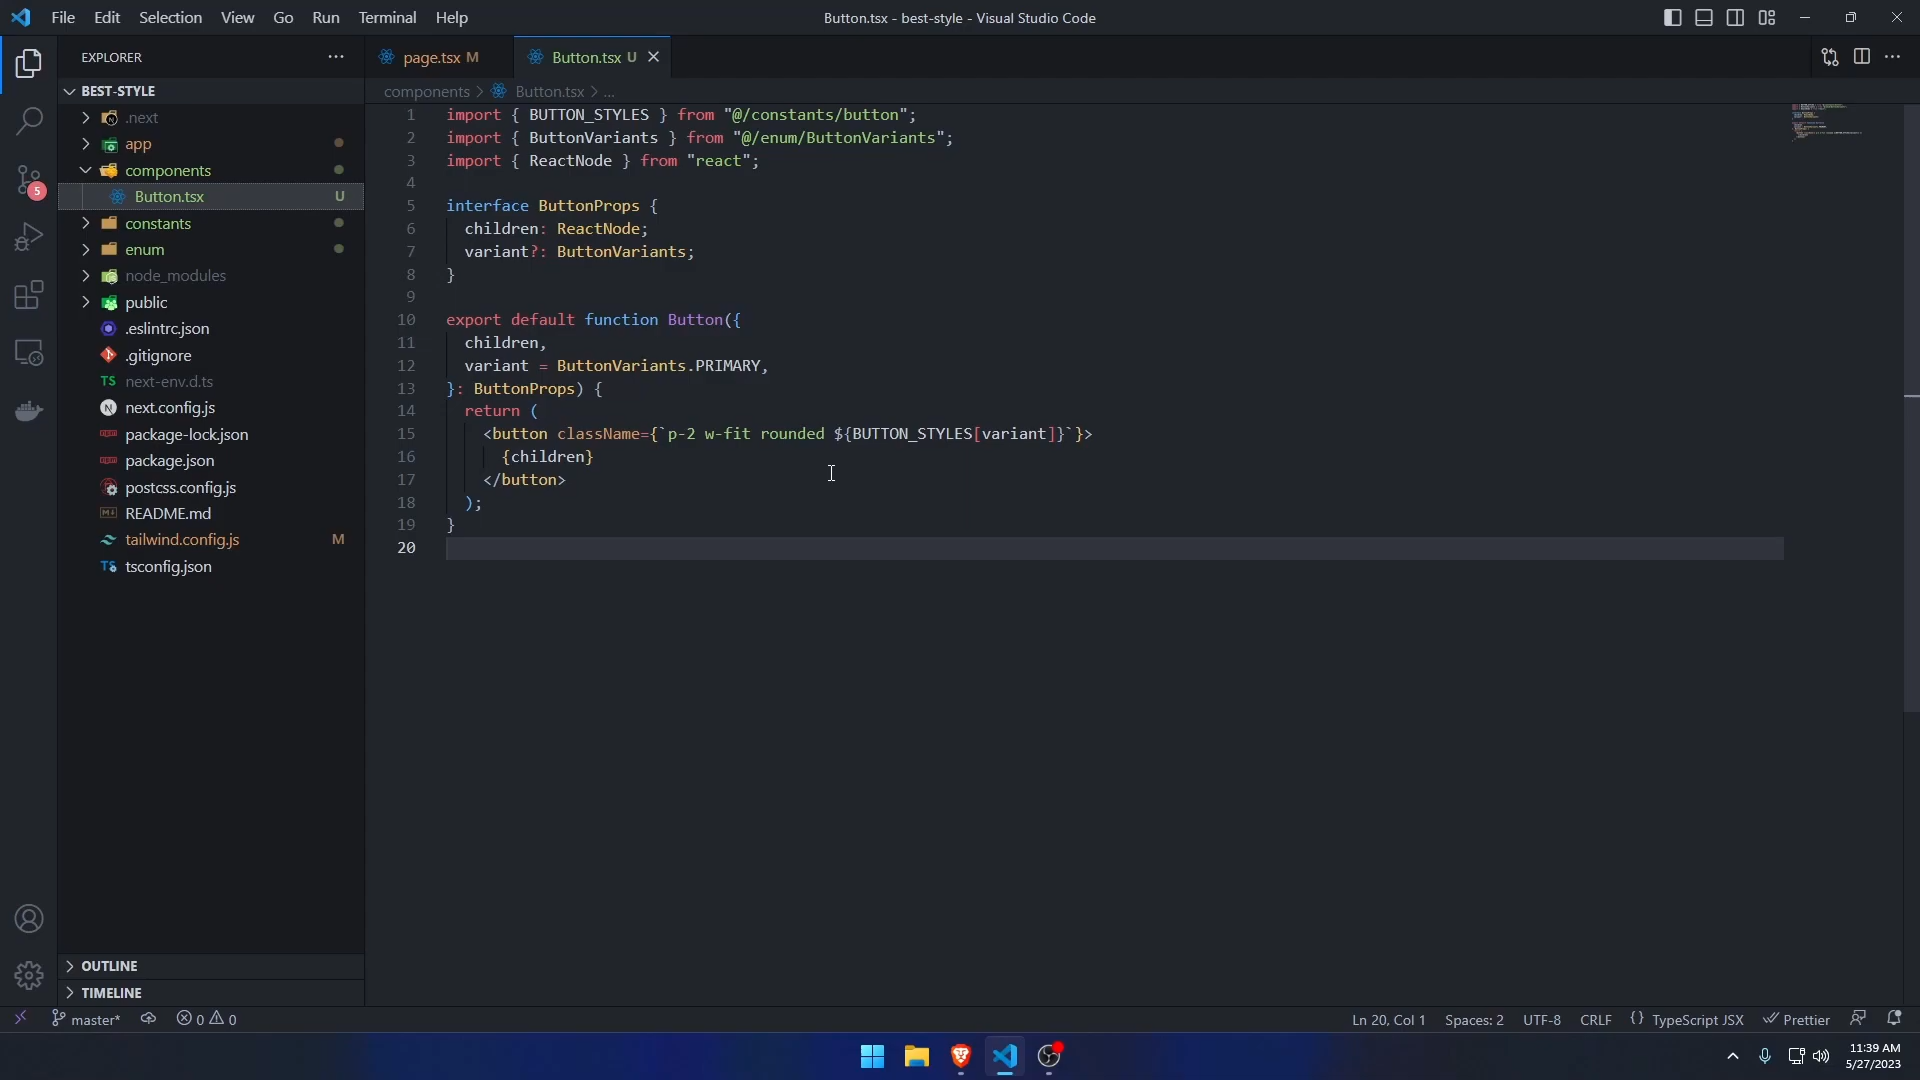 File Edit Selection View Go Run Terminal Help
Button.tsx - best-style - Visual Studio Code
EXPLORER
BEST-STYLE
.next
app
components
Button.tsx U
constants
enum
node_modules
public
.eslintrc.json
.gitignore
TS next-env.d.ts
N next.config.js
package-lock.json
package.json
postcss.config.js
README.md
tailwind.config.js M
TS tsconfig.json
OUTLINE
TIMELINE
5
page.tsx M
Button.tsx U
components > Button.tsx > ...
1 import { BUTTON_STYLES } from "@/constants/button";
2 import { ButtonVariants } from "@/enum/ButtonVariants";
3 import { ReactNode } from "react";
4
5 interface ButtonProps {
6   children: ReactNode;
7   variant?: ButtonVariants;
8 }
9
10 export default function Button({
11   children,
12   variant = ButtonVariants.PRIMARY,
13 }: ButtonProps) {
14   return (
15     <button className={`p-2 w-fit rounded ${BUTTON_STYLES[variant]}`}>
16       {children}
17     </button>
18   );
19 }
20
master* 0 0
Ln 20, Col 1 Spaces: 2 UTF-8 CRLF {} TypeScript JSX Prettier
11:39 AM
5/27/2023